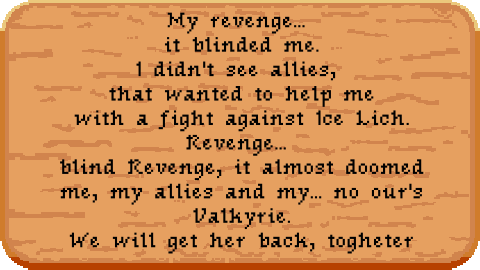 My revenge...
it blinded me.
I didn't see allies,
that wanted to help me
with a fight against Ice Lich.
Revenge...
blind Revenge, it almost doomed
me, my allies and my... no our's
Valkyrie.
We will get her back, togheter